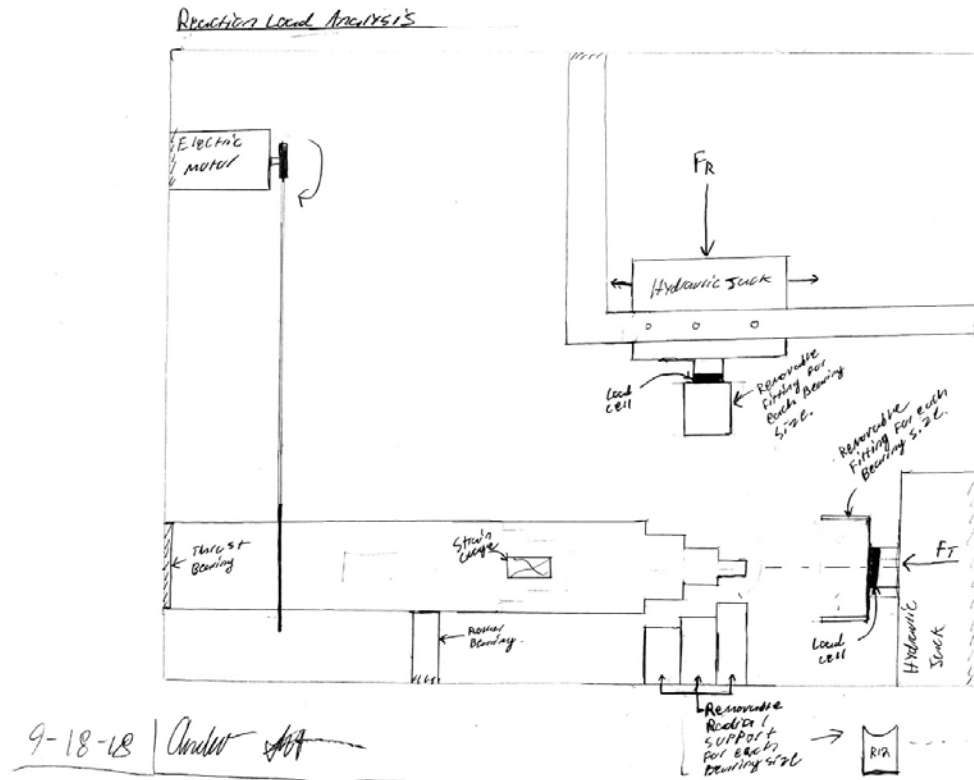 Reaction Load Analysis
Electric
Motor
FR
Hydraulic Jack
Load
cell
Removable
Fitting for
each Bearing
size.
Removable
Fitting For each
Bearing size.
Thrust
Bearing
Strain
Gauge
FT
Roller
Bearing
Load
cell
Hydraulic
Jack
Removable
Radial
support
for each
Bearing size
9-18-18